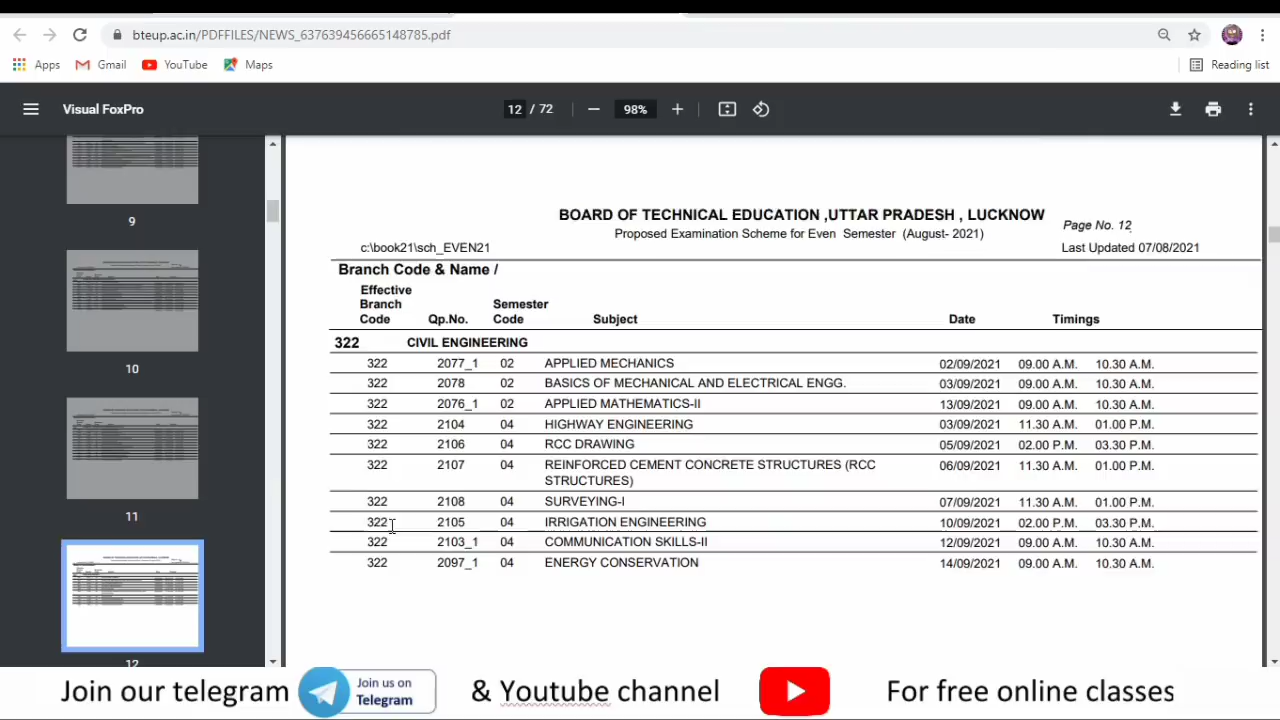 bteup.ac.in/PDFFILES/NEWS_637639456665148785.pdf
Apps Gmail YouTube Maps Reading list
Visual FoxPro 12 / 72 98%
9
10
11
12
BOARD OF TECHNICAL EDUCATION ,UTTAR PRADESH , LUCKNOW
Page No. 12
Proposed Examination Scheme for Even Semester (August- 2021)
c:\book21\sch_EVEN21 Last Updated 07/08/2021
Branch Code & Name /
Effective
Branch Semester
Code Qp.No. Code Subject Date Timings
322 CIVIL ENGINEERING
322 2077_1 02 APPLIED MECHANICS 02/09/2021 09.00 A.M. 10.30 A.M.
322 2078 02 BASICS OF MECHANICAL AND ELECTRICAL ENGG. 03/09/2021 09.00 A.M. 10.30 A.M.
322 2076_1 02 APPLIED MATHEMATICS-II 13/09/2021 09.00 A.M. 10.30 A.M.
322 2104 04 HIGHWAY ENGINEERING 03/09/2021 11.30 A.M. 01.00 P.M.
322 2106 04 RCC DRAWING 05/09/2021 02.00 P.M. 03.30 P.M.
322 2107 04 REINFORCED CEMENT CONCRETE STRUCTURES (RCC 06/09/2021 11.30 A.M. 01.00 P.M.
STRUCTURES)
322 2108 04 SURVEYING-I 07/09/2021 11.30 A.M. 01.00 P.M.
322 2105 04 IRRIGATION ENGINEERING 10/09/2021 02.00 P.M. 03.30 P.M.
322 2103_1 04 COMMUNICATION SKILLS-II 12/09/2021 09.00 A.M. 10.30 A.M.
322 2097_1 04 ENERGY CONSERVATION 14/09/2021 09.00 A.M. 10.30 A.M.
Join our telegram Join us on Telegram & Youtube channel For free online classes